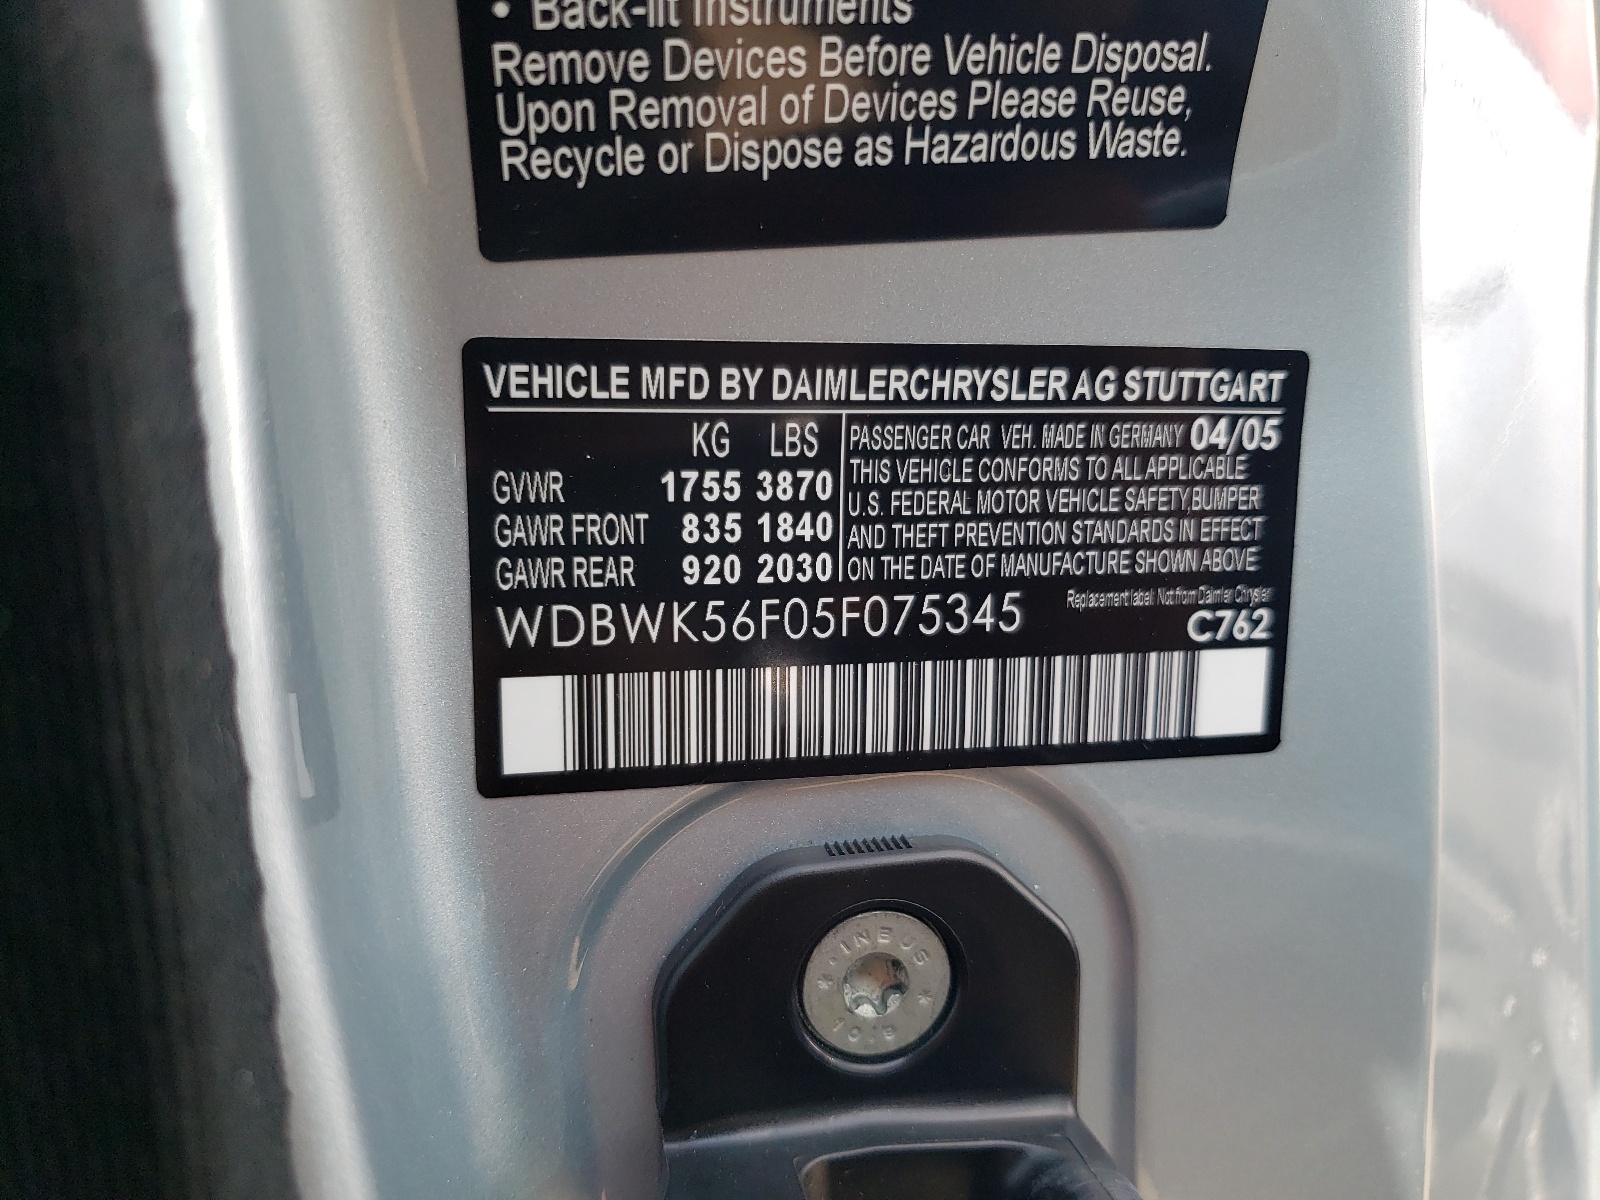 • Back-lit Instruments
Remove Devices Before Vehicle Disposal.
Upon Removal of Devices Please Reuse,
Recycle or Dispose as Hazardous Waste.
VEHICLE MFD BY DAIMLERCHRYSLER AG STUTTGART
KG LBS
GVWR 1755 3870
GAWR FRONT 835 1840
GAWR REAR 920 2030
PASSENGER CAR VEH. MADE IN GERMANY 04/05
THIS VEHICLE CONFORMS TO ALL APPLICABLE
U.S. FEDERAL MOTOR VEHICLE SAFETY,BUMPER
AND THEFT PREVENTION STANDARDS IN EFFECT
ON THE DATE OF MANUFACTURE SHOWN ABOVE
WDBWK56F05F075345
Replacement label: Not from Daimler Chrysler
C762
INBUS
10.9